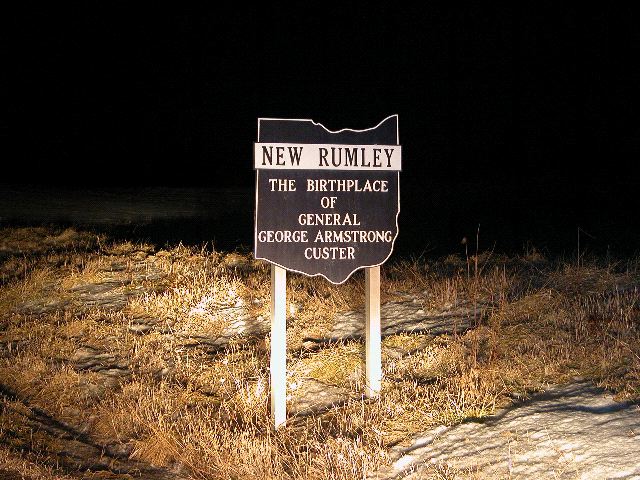 NEW RUMLEY
THE BIRTHPLACE
OF
GENERAL
GEORGE ARMSTRONG
CUSTER